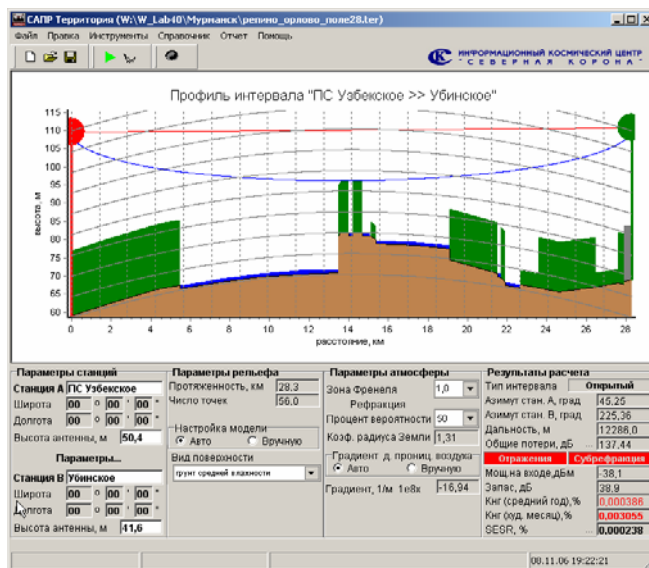 САПР Территория (W:\W_Lab40\Мурманск\репино_орлово_поле28.ter)
Файл Правка Инструменты Справочник Отчет Помощь
ИНФОРМАЦИОННЫЙ КОСМИЧЕСКИЙ ЦЕНТР
"СЕВЕРНАЯ КОРОНА"
Профиль интервала "ПС Узбекское >> Убинское"
115
110
105
100
95
90
85
80
75
70
65
60
высота, м
0 2 4 6 8 10 12 14 16 18 20 22 24 26 28
расстояние, км
Параметры станций
Станция А ПС Узбекское
Широта 00 о 00 ' 00 "
Долгота 00 о 00 ' 00 "
Высота антенны, м 50,4
Параметры...
Станция В Убинское
Широта 00 о 00 ' 00 "
Долгота 00 о 00 ' 00 "
Высота антенны, м 41,6
Параметры рельефа
Протяженность, км 28,3
Число точек 56,0
Настройка модели
Авто Вручную
Вид поверхности
грунт средней влажности
Параметры атмосферы
Зона Френеля 1,0
Рефракция
Процент вероятности 50
Коэф. радиуса Земли 1,31
Градиент д. прониц. воздуха
Авто Вручную
Градиент, 1/м 1е8х -16,94
Результаты расчета
Тип интервала Открытый
Азимут стан. А, град 45,25
Азимут стан. В, град 225,36
Дальность, м 12286,0
Общие потери, дБ ... 137,44
Отражения Субрефракция
Мощ.на входе,дБм -38,1
Запас, дБ 38,9
Кнг (средний год),% 0,000386
Кнг (худ. месяц),% 0,003055
SESR, % ... 0,000238
08.11.06 19:22:21